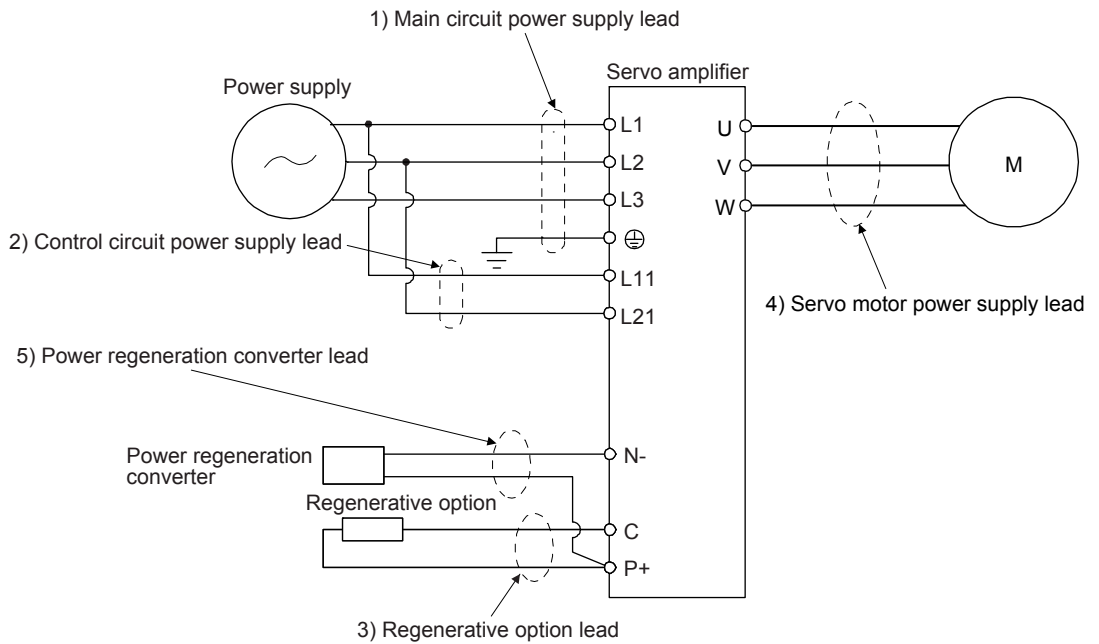 1) Main circuit power supply lead
Servo amplifier
Power supply
L1
U
L2
V
M
L3
W
2) Control circuit power supply lead
L11
4) Servo motor power supply lead
L21
5) Power regeneration converter lead
Power regeneration
converter
N-
Regenerative option
C
P+
3) Regenerative option lead